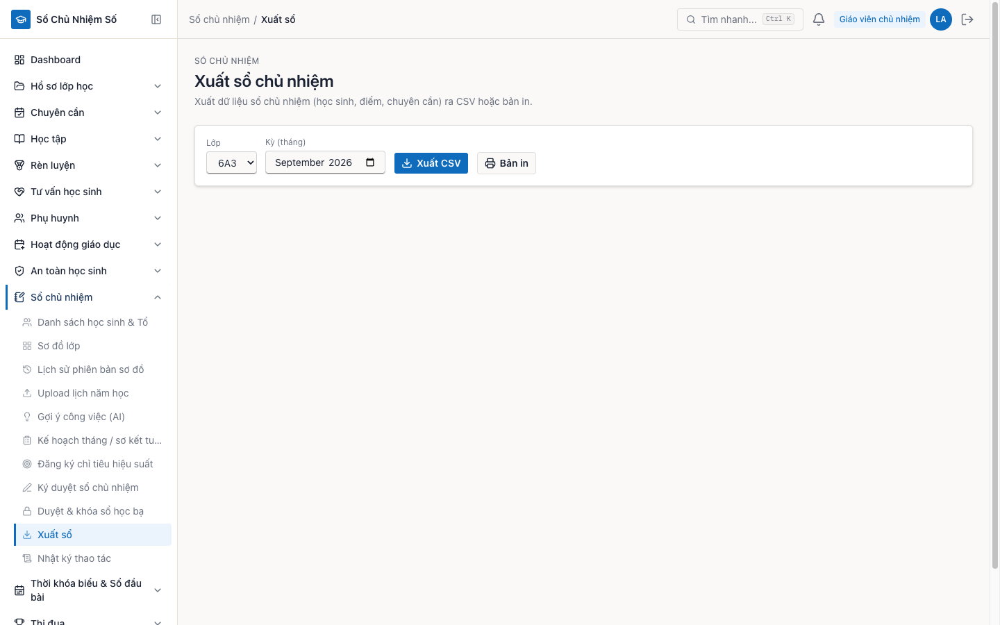 Sổ Chủ Nhiệm Số
Sổ chủ nhiệm / Xuất sổ
Tìm nhanh... Ctrl K
Giáo viên chủ nhiệm
LA
Dashboard
Hồ sơ lớp học
Chuyên cần
Học tập
Rèn luyện
Tư vấn học sinh
Phụ huynh
Hoạt động giáo dục
An toàn học sinh
Sổ chủ nhiệm
Danh sách học sinh & Tổ
Sơ đồ lớp
Lịch sử phiên bản sơ đồ
Upload lịch năm học
Gợi ý công việc (AI)
Kế hoạch tháng / sơ kết tu...
Đăng ký chỉ tiêu hiệu suất
Ký duyệt sổ chủ nhiệm
Duyệt & khóa sổ học bạ
Xuất sổ
Nhật ký thao tác
Thời khóa biểu & Sổ đầu
bài
Thi đua
SỔ CHỦ NHIỆM
Xuất sổ chủ nhiệm
Xuất dữ liệu sổ chủ nhiệm (học sinh, điểm, chuyên cần) ra CSV hoặc bản in.
Lớp
6A3
Kỳ (tháng)
September 2026
Xuất CSV
Bản in